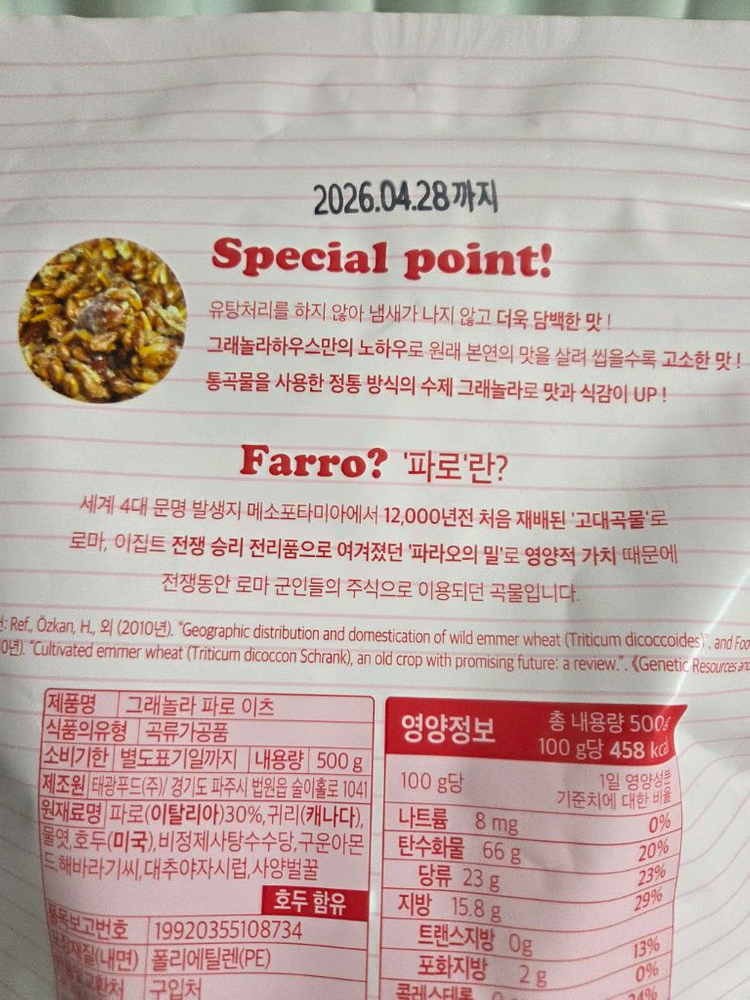 2026.04.28까지
Special point!
유탕처리를 하지 않아 냄새가 나지 않고 더욱 담백한 맛 !
그래놀라하우스만의 노하우로 원래 본연의 맛을 살려 씹을수록 고소한 맛 !
통곡물을 사용한 정통 방식의 수제 그래놀라로 맛과 식감이 UP !
Farro? '파로'란?
세계 4대 문명 발생지 메소포타미아에서 12,000년전 처음 재배된 '고대곡물'로
로마, 이집트 전쟁 승리 전리품으로 여겨졌던 '파라오의 밀'로 영양적 가치 때문에
전쟁동안 로마 군인들의 주식으로 이용되던 곡물입니다.
Ref., Özkan, H., 외 (2010년). "Geographic distribution and domestication of wild emmer wheat (Triticum dicoccoides)". and
"Cultivated emmer wheat (Triticum dicoccon Schrank), an old crop with promising future: a review.". 《Genetic Resources
제품명 그래놀라 파로 이츠
식품의유형 곡류가공품
소비기한 별도표기일까지 내용량 500 g
제조원 태광푸드(주)/ 경기도 파주시 법원읍 술이홀로 1041
원재료명 파로(이탈리아)30%, 귀리(캐나다),
물엿, 호두(미국), 비정제사탕수수당, 구운아몬
드, 해바라기씨, 대추야자시럽, 사양벌꿀
호두 함유
품목보고번호 19920355108734
(내면) 폴리에틸렌(PE)
구입처
영양정보 총 내용량 500g
100 g당 458 kcal
100 g당 1일 영양성분
기준치에 대한 비율
나트륨 8 mg 0%
탄수화물 66 g 20%
당류 23 g 23%
지방 15.8 g 29%
트랜스지방 0g
포화지방 2 g 13%
콜레스테롤 0%
24%